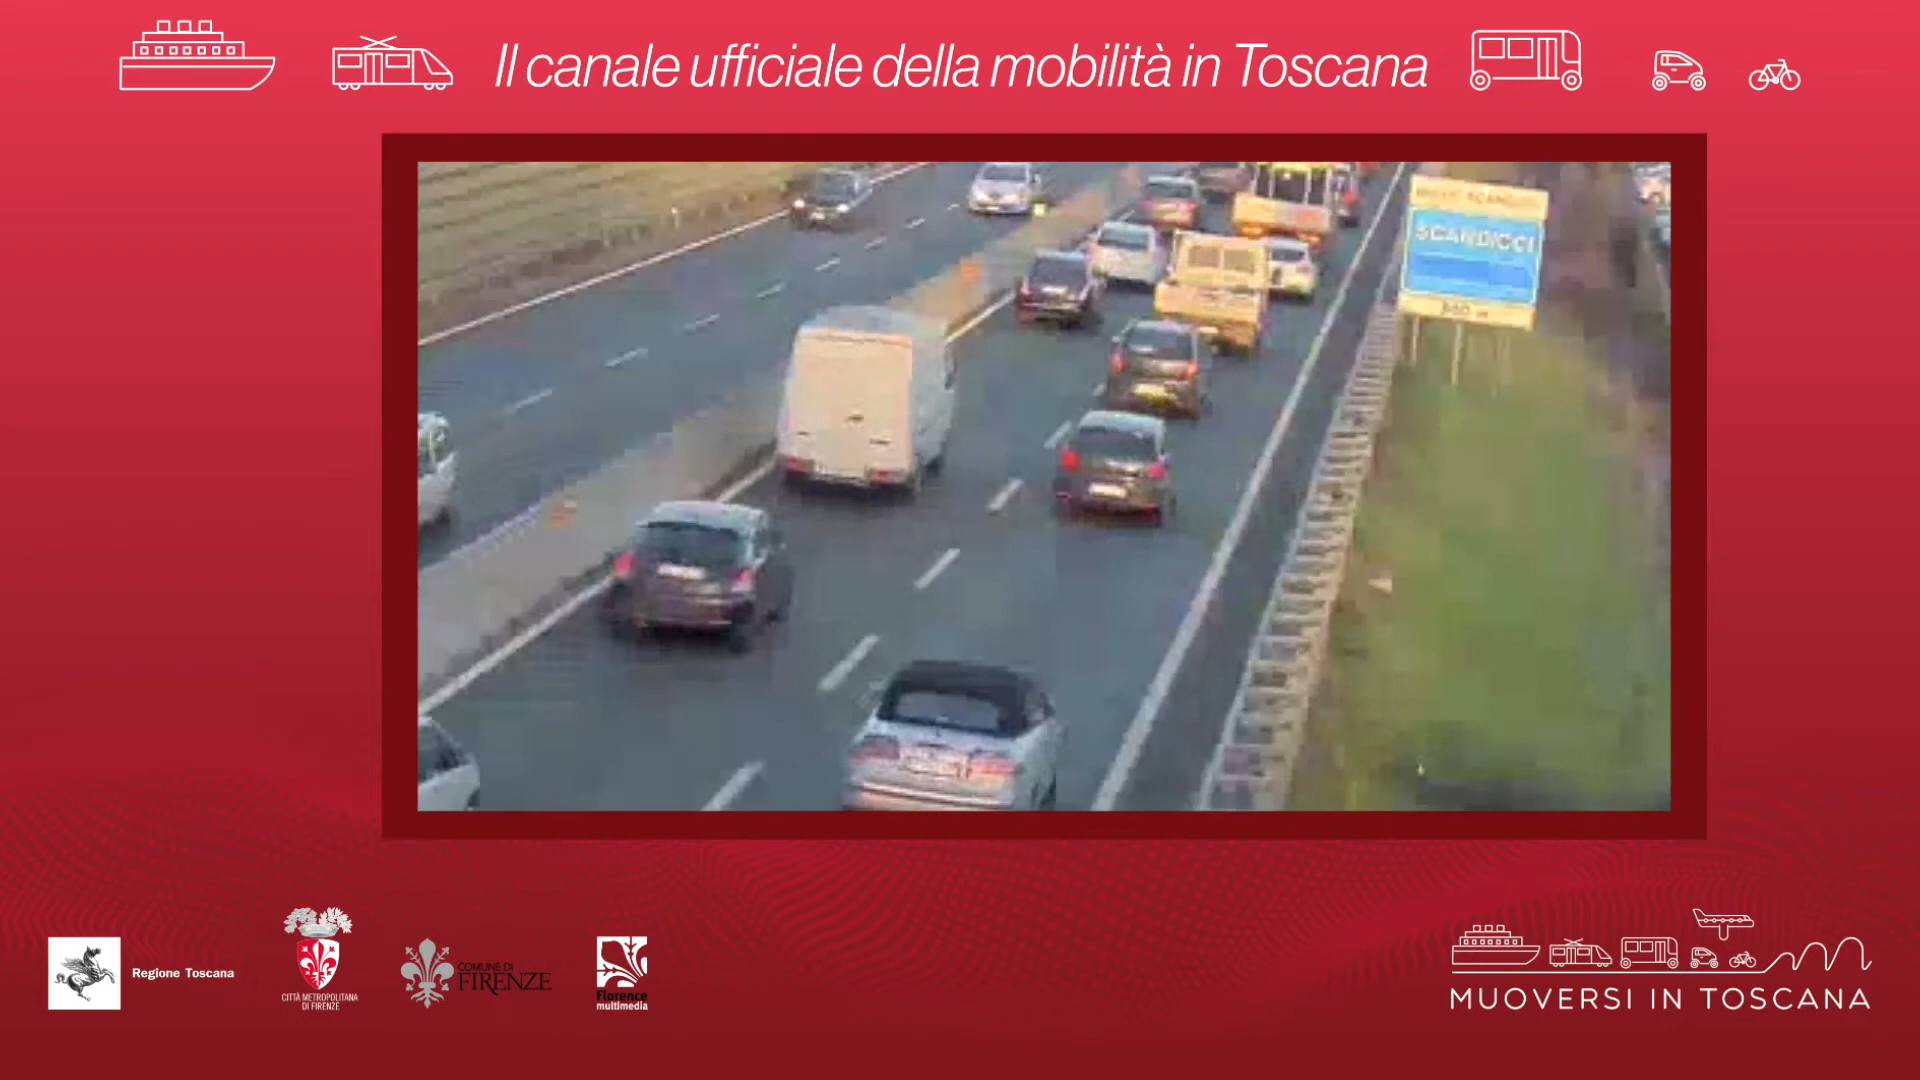 Il canale ufficiale della mobilità in Toscana
SCANDICCI
Regione Toscana
CITTÀ METROPOLITANA
DI FIRENZE
COMUNE DI
FIRENZE
Florence
multimedia
MUOVERSI IN TOSCANA